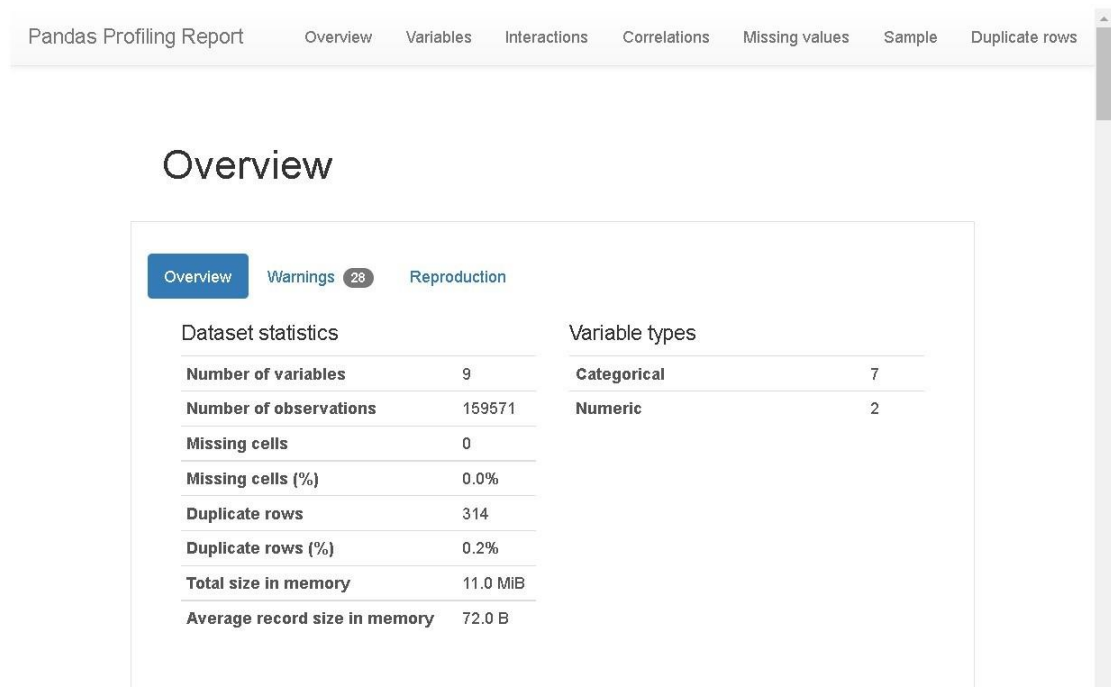 Pandas Profiling Report Overview Variables Interactions Correlations Missing values Sample Duplicate rows
Overview
Overview Warnings 28 Reproduction
Dataset statistics
Number of variables 9
Number of observations 159571
Missing cells 0
Missing cells (%) 0.0%
Duplicate rows 314
Duplicate rows (%) 0.2%
Total size in memory 11.0 MiB
Average record size in memory 72.0 B
Variable types
Categorical 7
Numeric 2